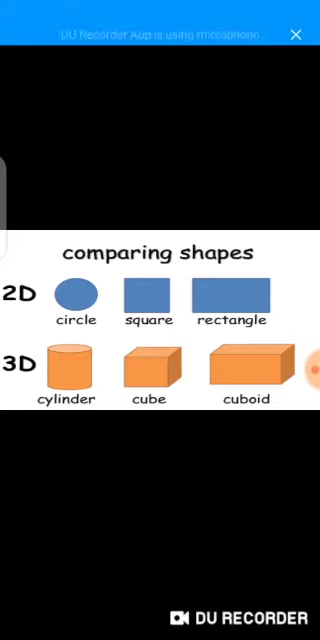 DU Recorder App is using microphone
comparing shapes
2D
circle square rectangle
3D
cylinder cube cuboid
DU RECORDER